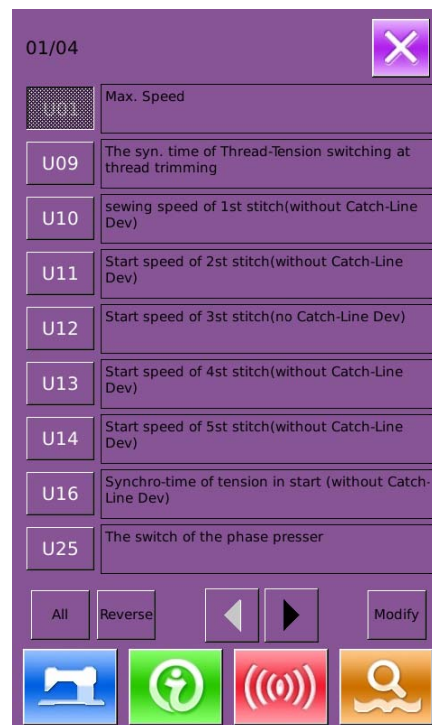 01/04
U01 Max. Speed
U09 The syn. time of Thread-Tension switching at
thread trimming
U10 sewing speed of 1st stitch(without Catch-Line
Dev)
U11 Start speed of 2st stitch(without Catch-Line
Dev)
U12 Start speed of 3st stitch(no Catch-Line Dev)
U13 Start speed of 4st stitch(without Catch-Line
Dev)
U14 Start speed of 5st stitch(without Catch-Line
Dev)
U16 Synchro-time of tension in start (without Catch-
Line Dev)
U25 The switch of the phase presser
All Reverse Modify